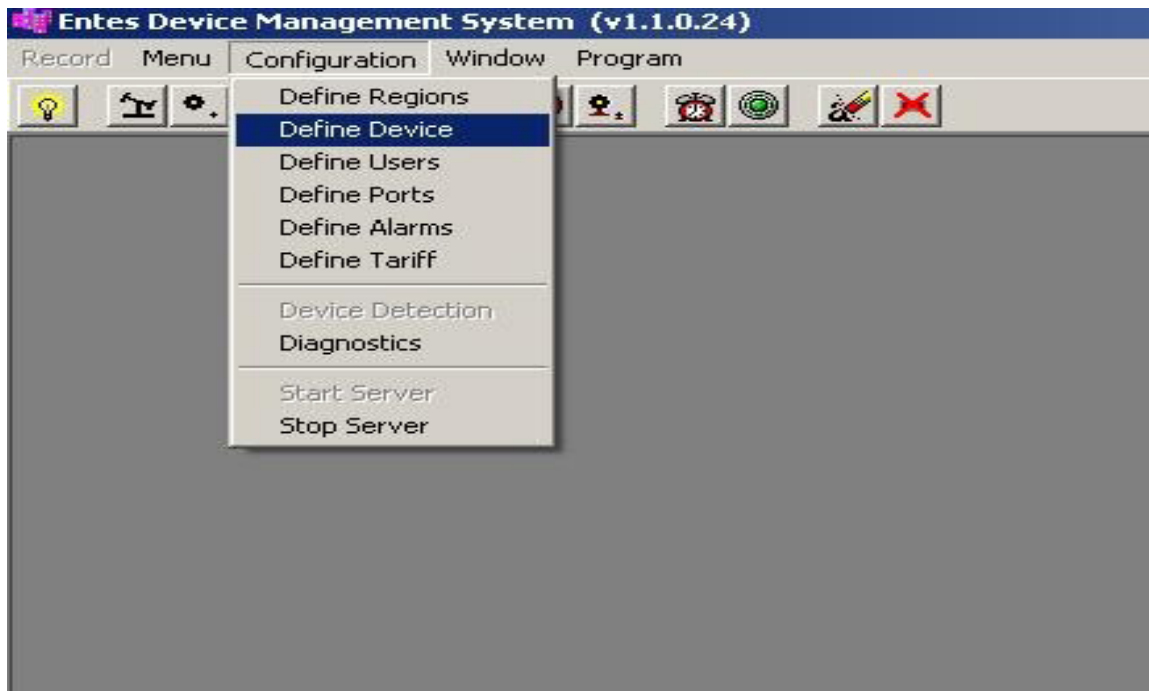 Entes Device Management System (v1.1.0.24)
Record Menu Configuration Window Program
Define Regions
Define Device
Define Users
Define Ports
Define Alarms
Define Tariff
Device Detection
Diagnostics
Start Server
Stop Server